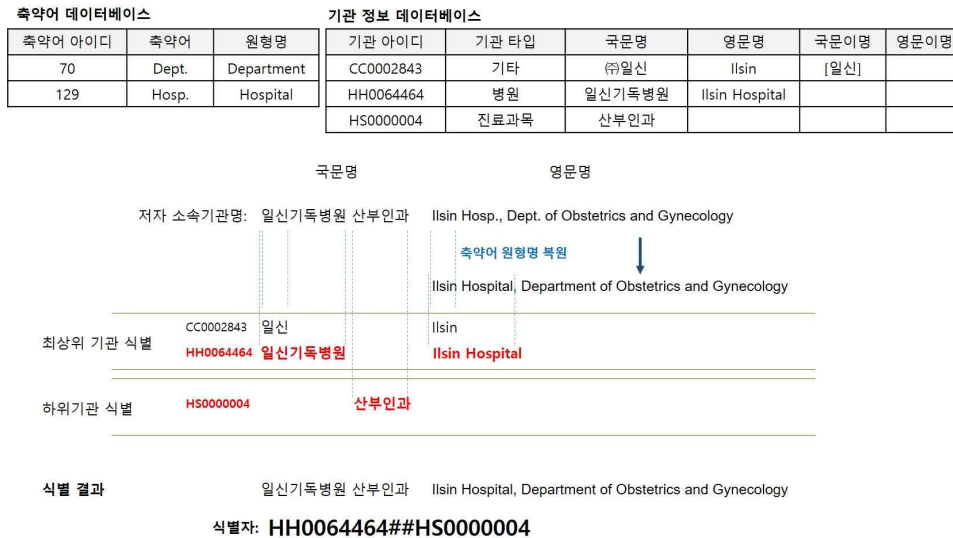 축약어 데이터베이스
축약어 아이디 축약어 원형명
70 Dept. Department
129 Hosp. Hospital
기관 정보 데이터베이스
기관 아이디 기관 타입 국문명 영문명 국문이명 영문이명
CC0002843 기타 ㈜일신 Ilsin [일신]
HH0064464 병원 일신기독병원 Ilsin Hospital
HS0000004 진료과목 산부인과
국문명 영문명
저자 소속기관명: 일신기독병원 산부인과 Ilsin Hosp., Dept. of Obstetrics and Gynecology
축약어 원형명 복원
Ilsin Hospital, Department of Obstetrics and Gynecology
최상위 기관 식별
CC0002843 일신 Ilsin
HH0064464 일신기독병원 Ilsin Hospital
하위기관 식별 HS0000004 산부인과
식별 결과 일신기독병원 산부인과 Ilsin Hospital, Department of Obstetrics and Gynecology
식별자: HH0064464##HS0000004